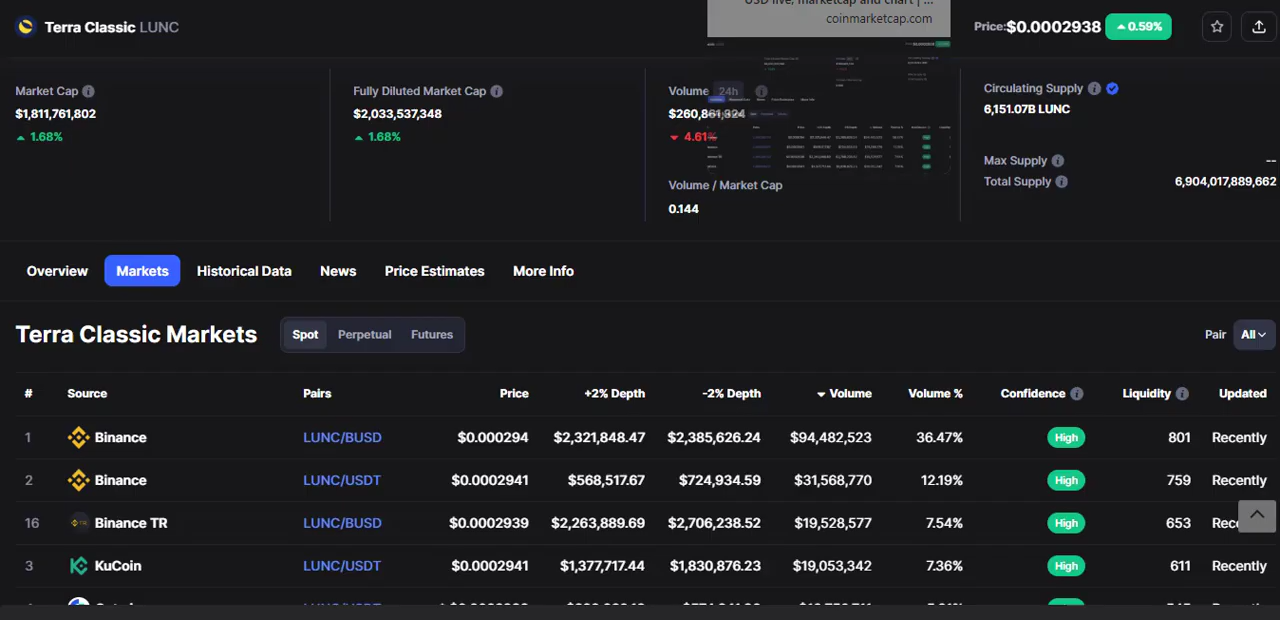 USD live, marketcap and chart | ...
coinmarketcap.com
Terra Classic LUNC
Price:$0.0002938 0.59%
Market Cap
$1,811,761,802
1.68%
Fully Diluted Market Cap
$2,033,537,348
1.68%
Volume 24h
4.61%
Volume / Market Cap
0.144
Circulating Supply
6,151.07B LUNC
Max Supply --
Total Supply 6,904,017,889,662
Overview Markets Historical Data News Price Estimates More Info
Terra Classic Markets Spot Perpetual Futures Pair All
# Source Pairs Price +2% Depth -2% Depth Volume Volume % Confidence Liquidity Updated
1 Binance LUNC/BUSD $0.000294 $2,321,848.47 $2,385,626.24 $94,482,523 36.47% High 801 Recently
2 Binance LUNC/USDT $0.0002941 $568,517.67 $724,934.59 $31,568,770 12.19% High 759 Recently
16 Binance TR LUNC/BUSD $0.0002939 $2,263,889.69 $2,706,238.52 $19,528,577 7.54% High 653
3 KuCoin LUNC/USDT $0.0002941 $1,377,717.44 $1,830,876.23 $19,053,342 7.36% High 611 Recently